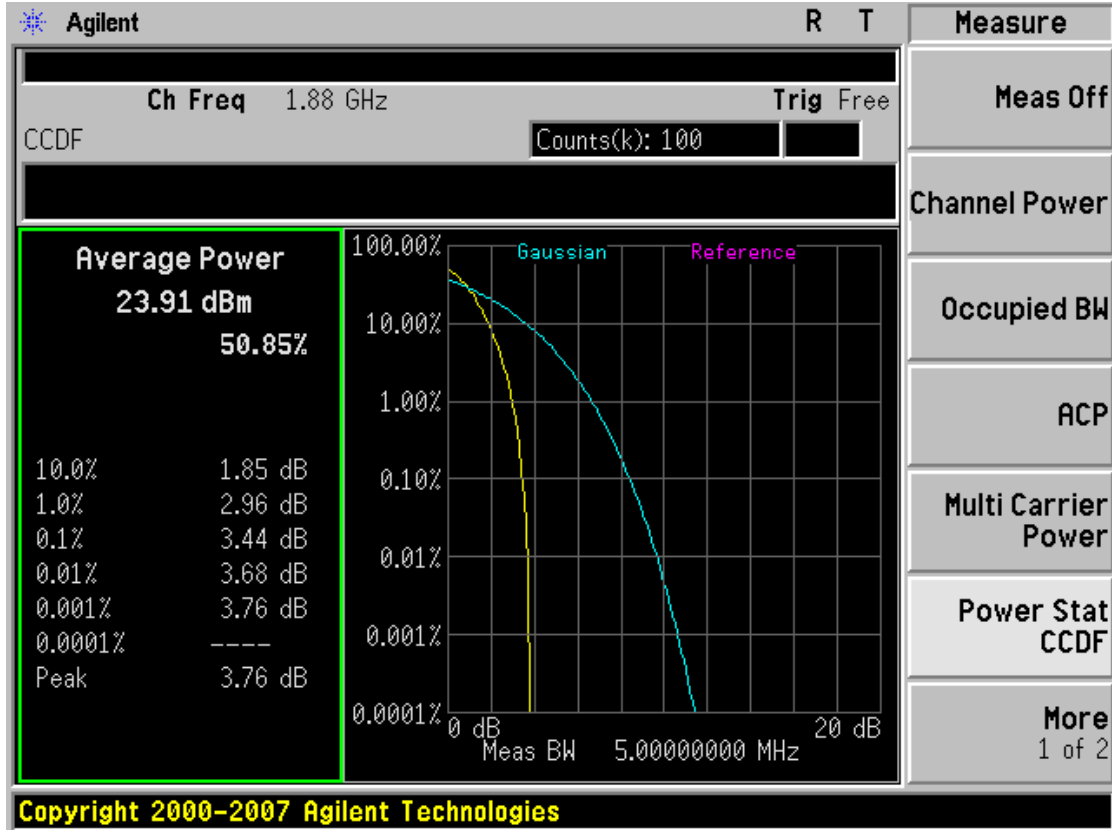 Agilent R T Measure
Ch Freq 1.88 GHz Trig Free
CCDF Counts(k): 100
Average Power
23.91 dBm
50.85%
10.0% 1.85 dB
1.0% 2.96 dB
0.1% 3.44 dB
0.01% 3.68 dB
0.001% 3.76 dB
0.0001% ----
Peak 3.76 dB
Gaussian Reference
100.00%
10.00%
1.00%
0.10%
0.01%
0.001%
0.0001%
0 dB 20 dB
Meas BW 5.00000000 MHz
Meas Off
Channel Power
Occupied BW
ACP
Multi Carrier
Power
Power Stat
CCDF
More
1 of 2
Copyright 2000-2007 Agilent Technologies